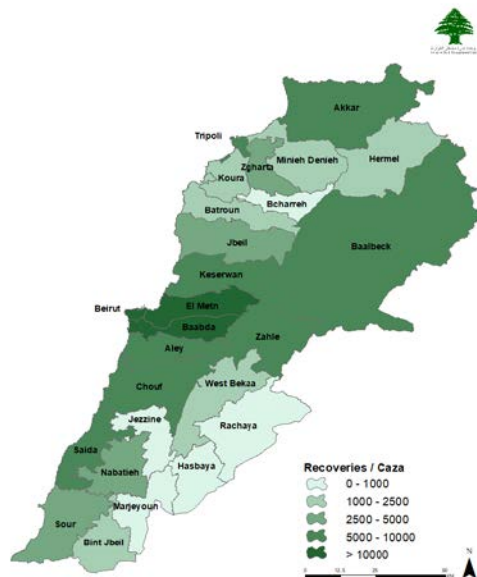 Akkar
Tripoli
Zgharta
Minieh Denieh
Hermel
Koura
Bcharreh
Batroun
Jbeil
Baalbeck
Keserwan
El Metn
Beirut
Baabda
Zahle
Aley
West Bekaa
Chouf
Jezzine
Rachaya
Saida
Hasbaya
Nabatieh
Marjeyoun
Sour
Bint Jbeil
Recoveries / Caza
0 - 1000
1000 - 2500
2500 - 5000
5000 - 10000
> 10000
N